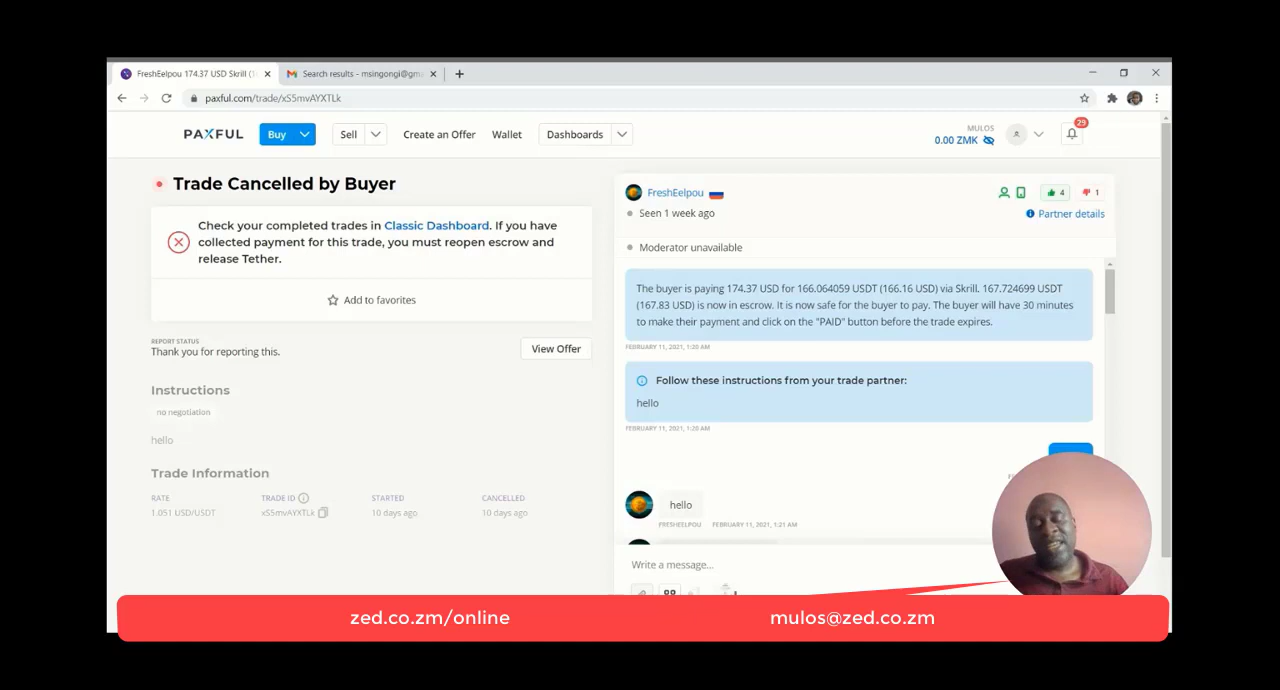 FreshEelpou 174.37 USD Skrill (1
Search results - msingongi@gma
paxful.com/trade/xS5mvAYXTLk
PAXFUL
Buy
Sell
Create an Offer
Wallet
Dashboards
MULOS
0.00 ZMK
29
Trade Cancelled by Buyer
Check your completed trades in Classic Dashboard. If you have
collected payment for this trade, you must reopen escrow and
release Tether.
Add to favorites
REPORT STATUS
Thank you for reporting this.
View Offer
Instructions
no negotiation
hello
Trade Information
RATE
TRADE ID
STARTED
CANCELLED
1.051 USD/USDT
xS5mvAYXTLk
10 days ago
10 days ago
FreshEelpou
4
1
Seen 1 week ago
Partner details
Moderator unavailable
The buyer is paying 174.37 USD for 166.064059 USDT (166.16 USD) via Skrill. 167.724699 USDT
(167.83 USD) is now in escrow. It is now safe for the buyer to pay. The buyer will have 30 minutes
to make their payment and click on the "PAID" button before the trade expires.
FEBRUARY 11, 2021, 1:20 AM
Follow these instructions from your trade partner:
hello
FEBRUARY 11, 2021, 1:20 AM
hello
FRESHEELPOU FEBRUARY 11, 2021, 1:21 AM
Write a message...
zed.co.zm/online
mulos@zed.co.zm